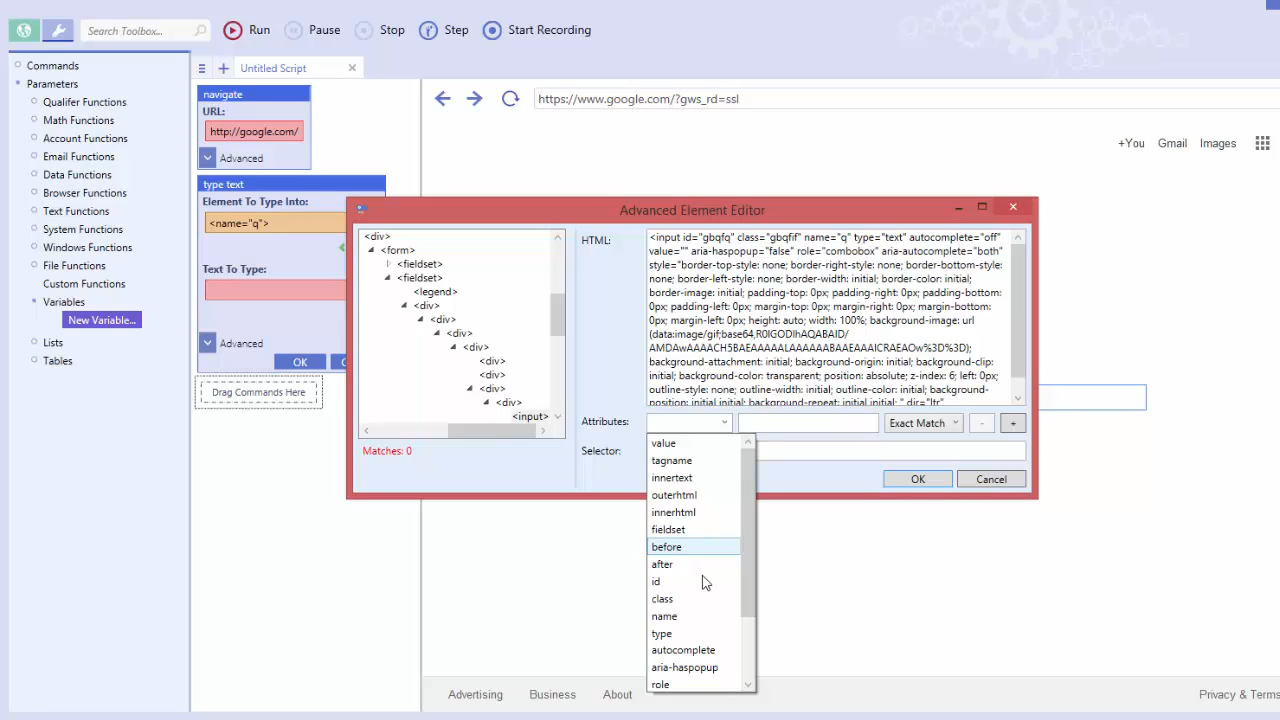 Search Toolbox...
Run
Pause
Stop
Step
Start Recording
Commands
Parameters
Qualifer Functions
Math Functions
Account Functions
Email Functions
Data Functions
Browser Functions
Text Functions
System Functions
Windows Functions
File Functions
Custom Functions
Variables
New Variable...
Lists
Tables
Untitled Script
navigate
URL:
http://google.com/
Advanced
type text
Element To Type Into:
<name="q">
Text To Type:
Advanced
OK
Drag Commands Here
https://www.google.com/?gws_rd=ssl
+You
Gmail
Images
Advanced Element Editor
<div>
<form>
<fieldset>
<fieldset>
<legend>
<div>
<div>
<div>
<div>
<div>
<div>
<div>
<div>
<input>
Matches: 0
HTML:
<input id="gbqfq" class="gbqfif" name="q" type="text" autocomplete="off"
value="" aria-haspopup="false" role="combobox" aria-autocomplete="both"
style="border-top-style: none; border-right-style: none; border-bottom-style:
none; border-left-style: none; border-width: initial; border-color: initial;
border-image: initial; padding-top: 0px; padding-right: 0px; padding-bottom:
0px; padding-left: 0px; margin-top: 0px; margin-right: 0px; margin-bottom:
0px; margin-left: 0px; height: auto; width: 100%; background-image: url
(data:image/gif;base64,R0lGODlhAQABAID/
AMDAwAAAACH5BAEAAAAALAAAAAABAAEAAAICRAEAOw%3D%3D);
background-attachment: initial; background-origin: initial; background-clip:
initial; background-color: transparent; position: absolute; z-index: 6; left: 0px;
outline-style: none; outline-width: initial; outline-color: initial; background-
position: initial initial; background-repeat: initial initial; " dir="ltr"
Attributes:
Exact Match
-
+
Selector:
OK
Cancel
value
tagname
innertext
outerhtml
innerhtml
fieldset
before
after
id
class
name
type
autocomplete
aria-haspopup
role
Advertising
Business
About
Privacy & Terms